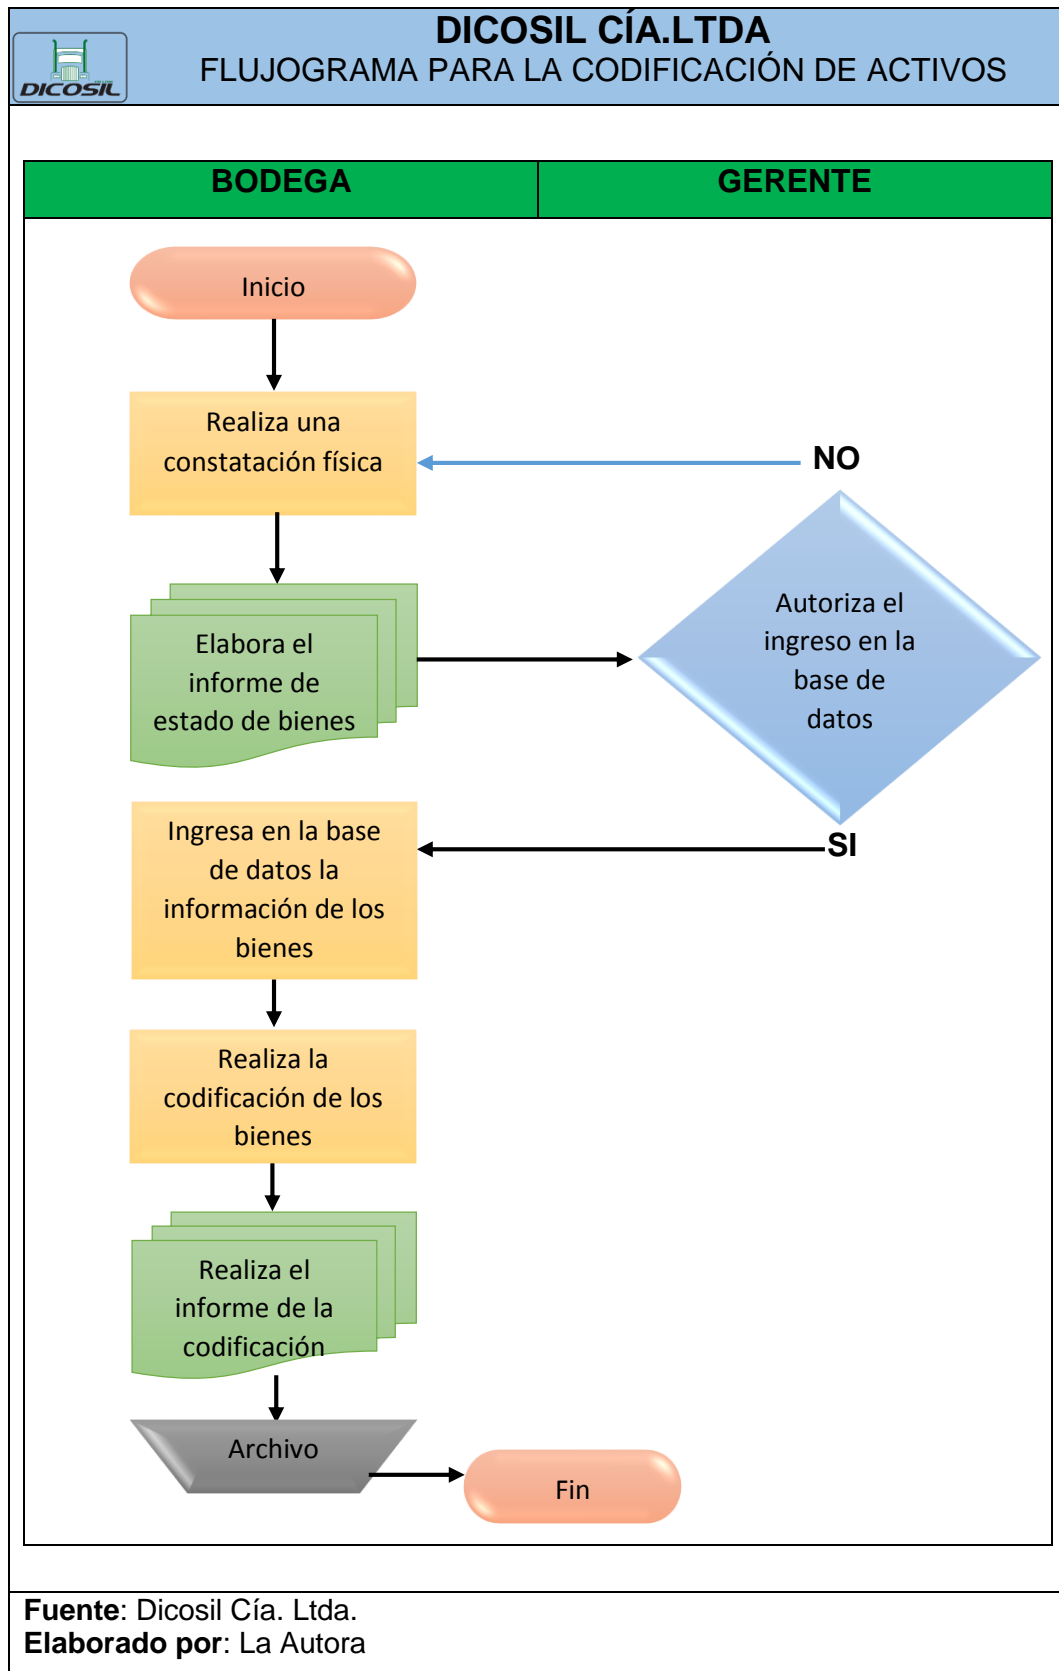 DICOSIL CÍA.LTDA
FLUJOGRAMA PARA LA CODIFICACIÓN DE ACTIVOS
DICOSIL
BODEGA
GERENTE
Inicio
Realiza una
constatación física
NO
Elabora el
informe de
estado de bienes
Autoriza el
ingreso en la
base de
datos
SI
Ingresa en la base
de datos la
información de los
bienes
Realiza la
codificación de los
bienes
Realiza el
informe de la
codificación
Archivo
Fin
Fuente: Dicosil Cía. Ltda.
Elaborado por: La Autora